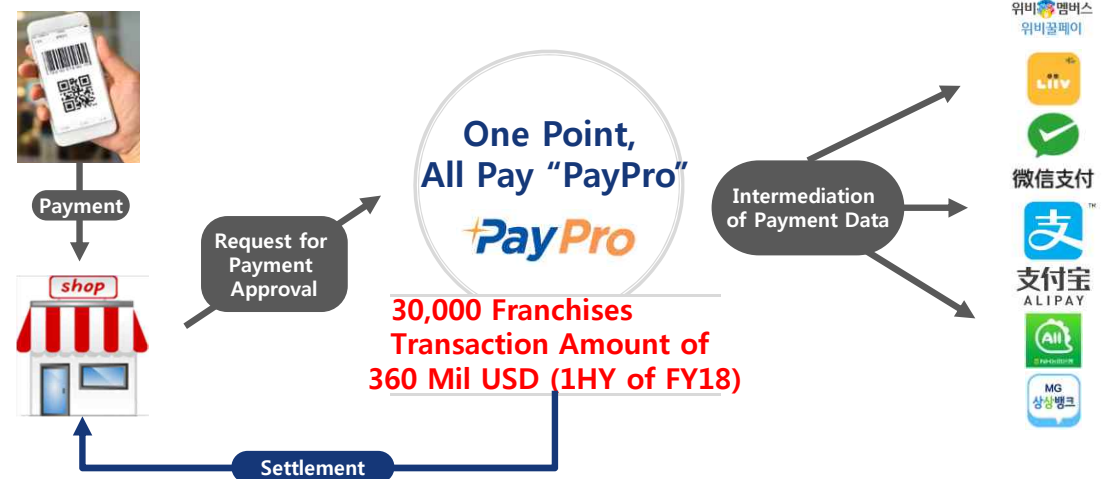 Payment
shop
Request for
Payment
Approval
One Point,
All Pay “PayPro”
PayPro
30,000 Franchises
Transaction Amount of
360 Mil USD (1HY of FY18)
Settlement
Intermediation
of Payment Data
위비멤버스
위비꿀페이
Liiv
微信支付
支
TM
支付宝
ALIPAY
All
MG
상상뱅크